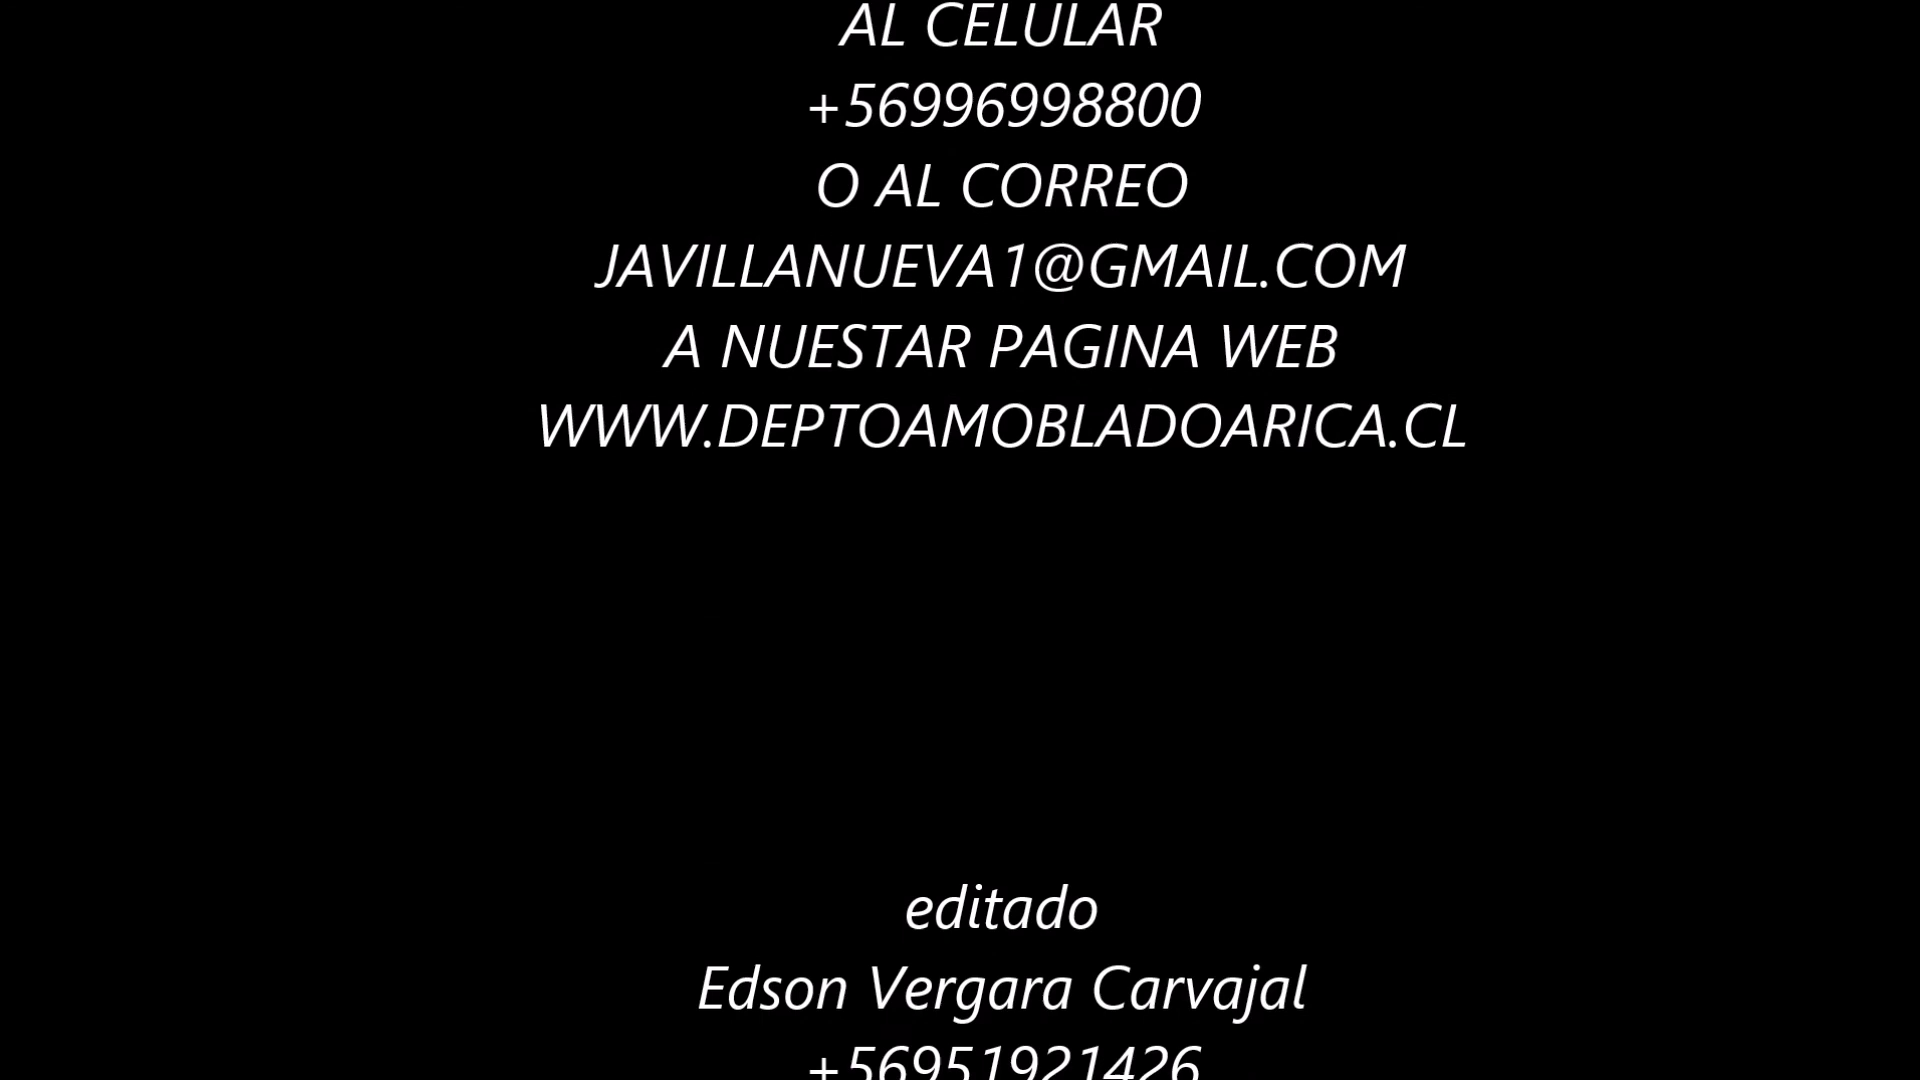 AL CELULAR
+56996998800
O AL CORREO
JAVILLANUEVA1@GMAIL.COM
A NUESTAR PAGINA WEB
WWW.DEPTOAMOBLADOARICA.CL
editado
Edson Vergara Carvajal
+56951921426